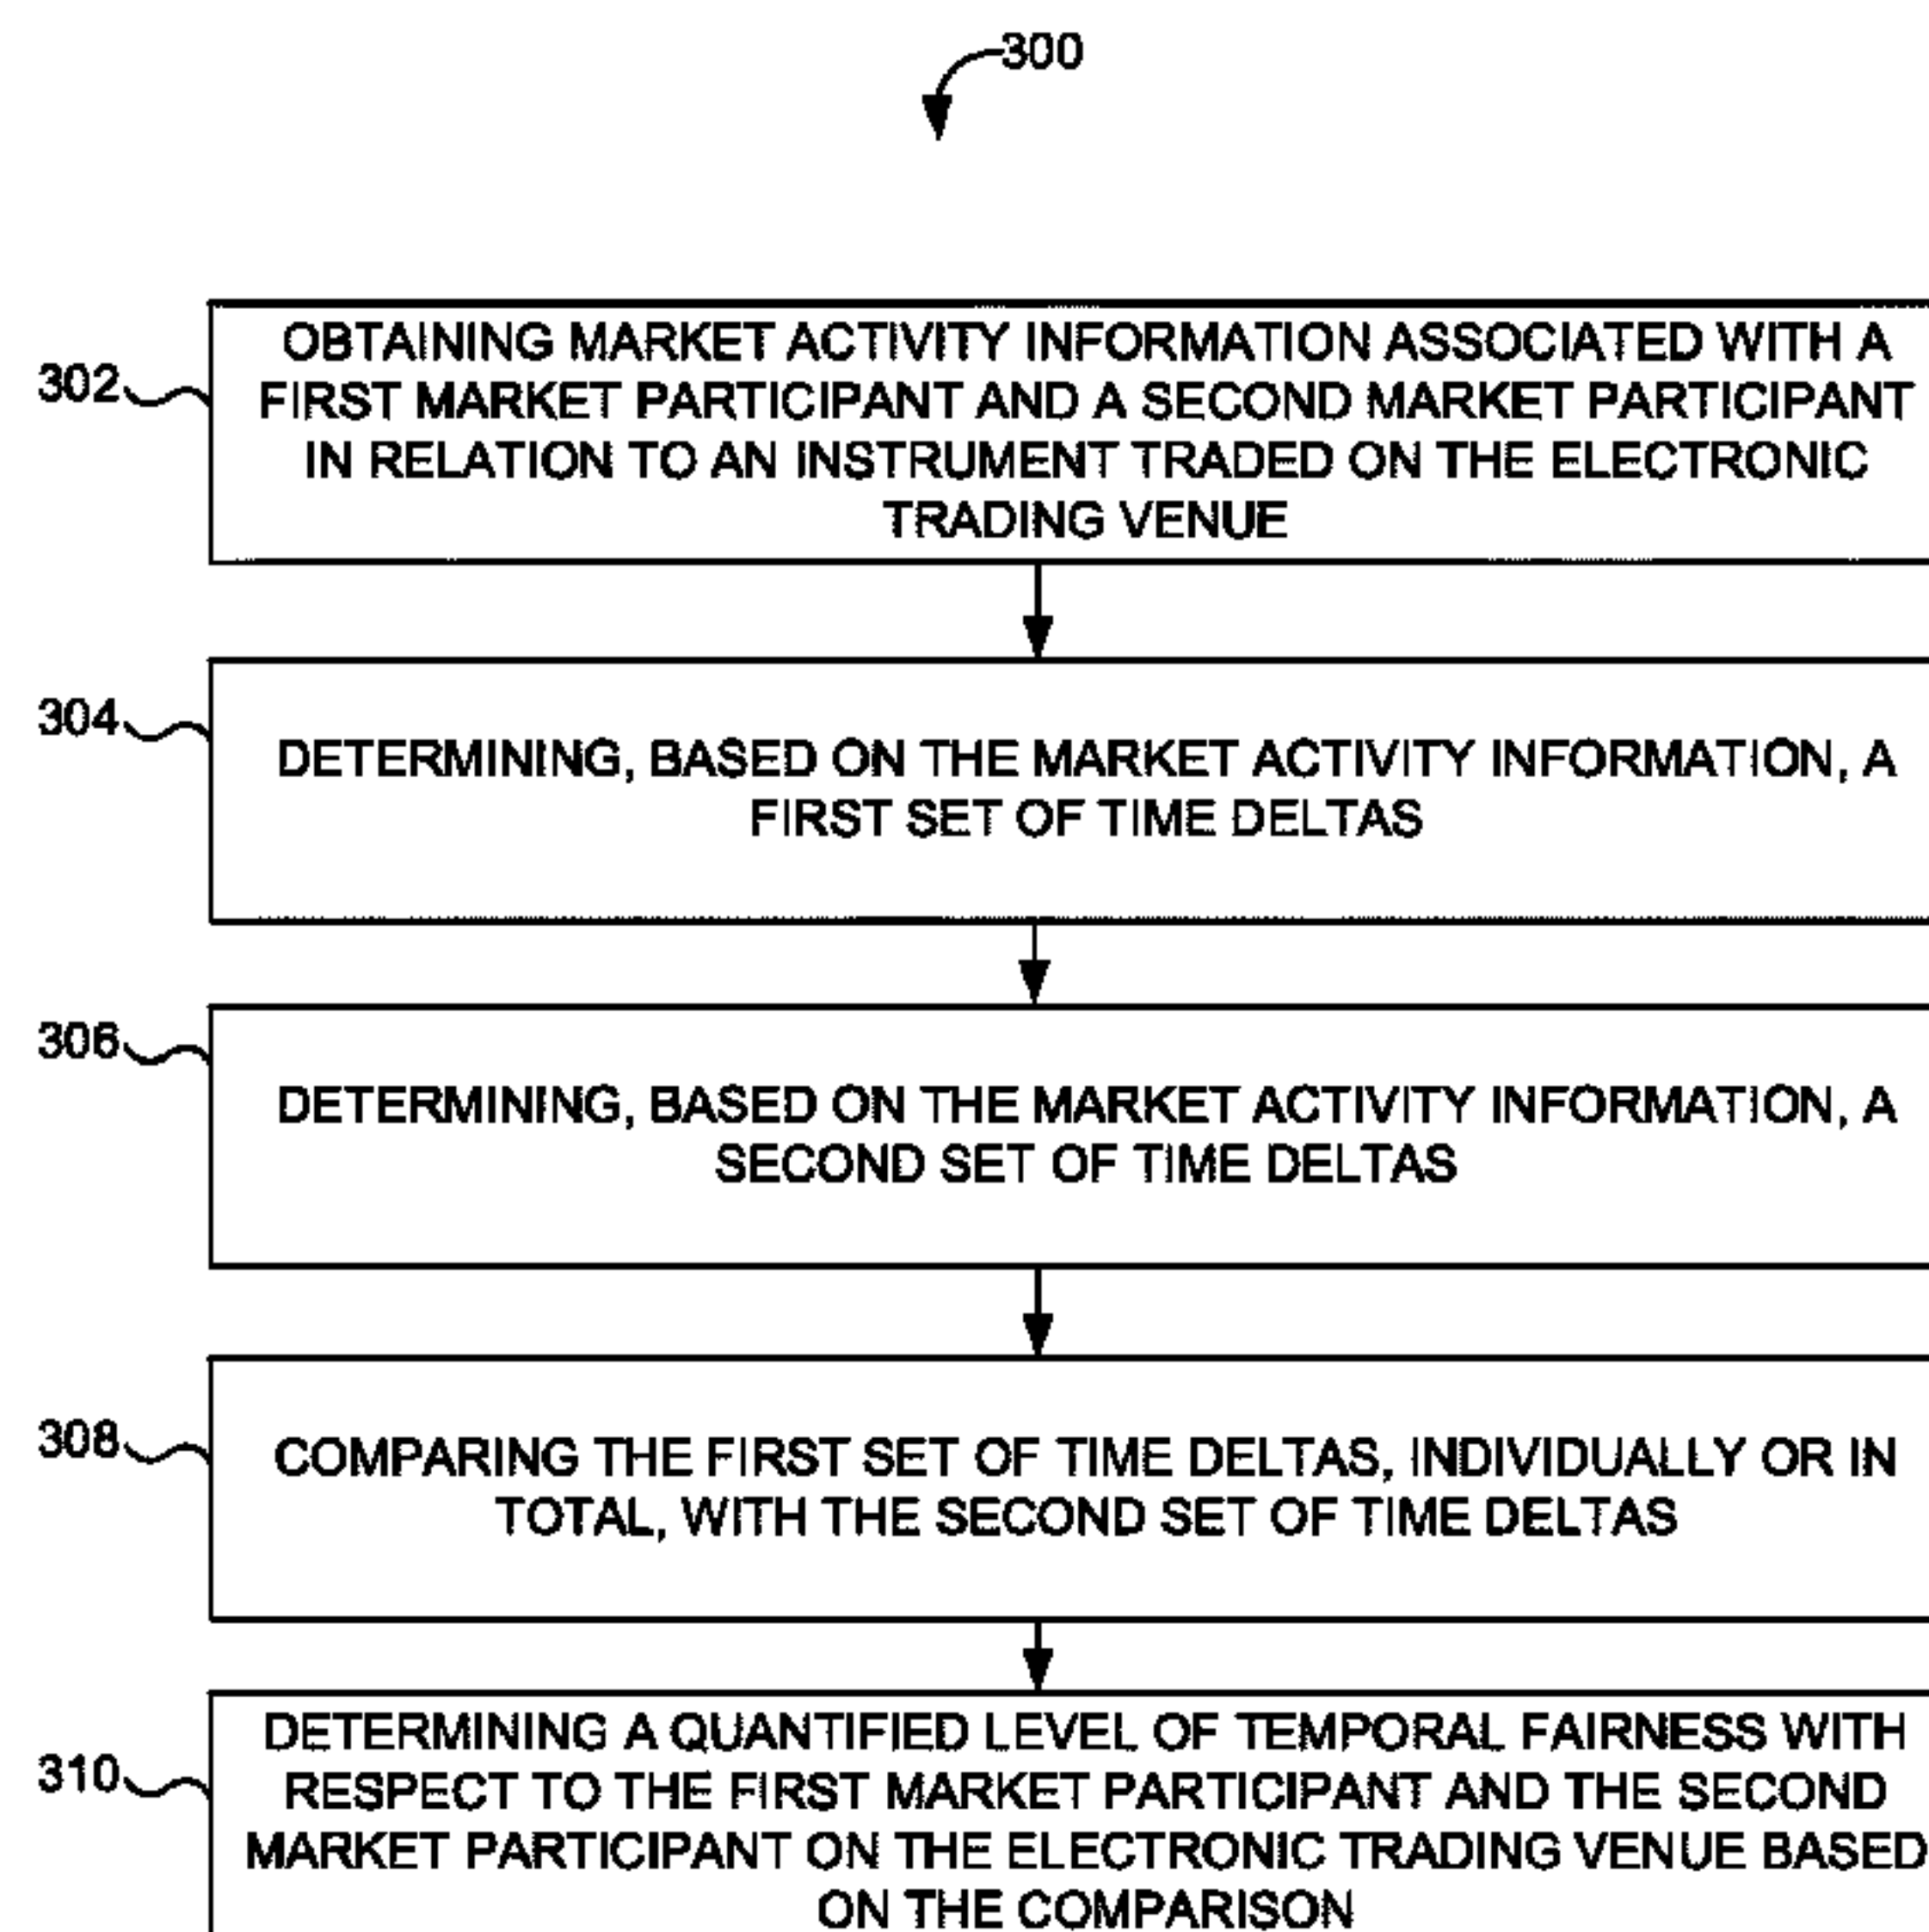 300
302
OBTAINING MARKET ACTIVITY INFORMATION ASSOCIATED WITH A
FIRST MARKET PARTICIPANT AND A SECOND MARKET PARTICIPANT
IN RELATION TO AN INSTRUMENT TRADED ON THE ELECTRONIC
TRADING VENUE
304
DETERMINING, BASED ON THE MARKET ACTIVITY INFORMATION, A
FIRST SET OF TIME DELTAS
306
DETERMINING, BASED ON THE MARKET ACTIVITY INFORMATION, A
SECOND SET OF TIME DELTAS
308
COMPARING THE FIRST SET OF TIME DELTAS, INDIVIDUALLY OR IN
TOTAL, WITH THE SECOND SET OF TIME DELTAS
310
DETERMINING A QUANTIFIED LEVEL OF TEMPORAL FAIRNESS WITH
RESPECT TO THE FIRST MARKET PARTICIPANT AND THE SECOND
MARKET PARTICIPANT ON THE ELECTRONIC TRADING VENUE BASED
ON THE COMPARISON